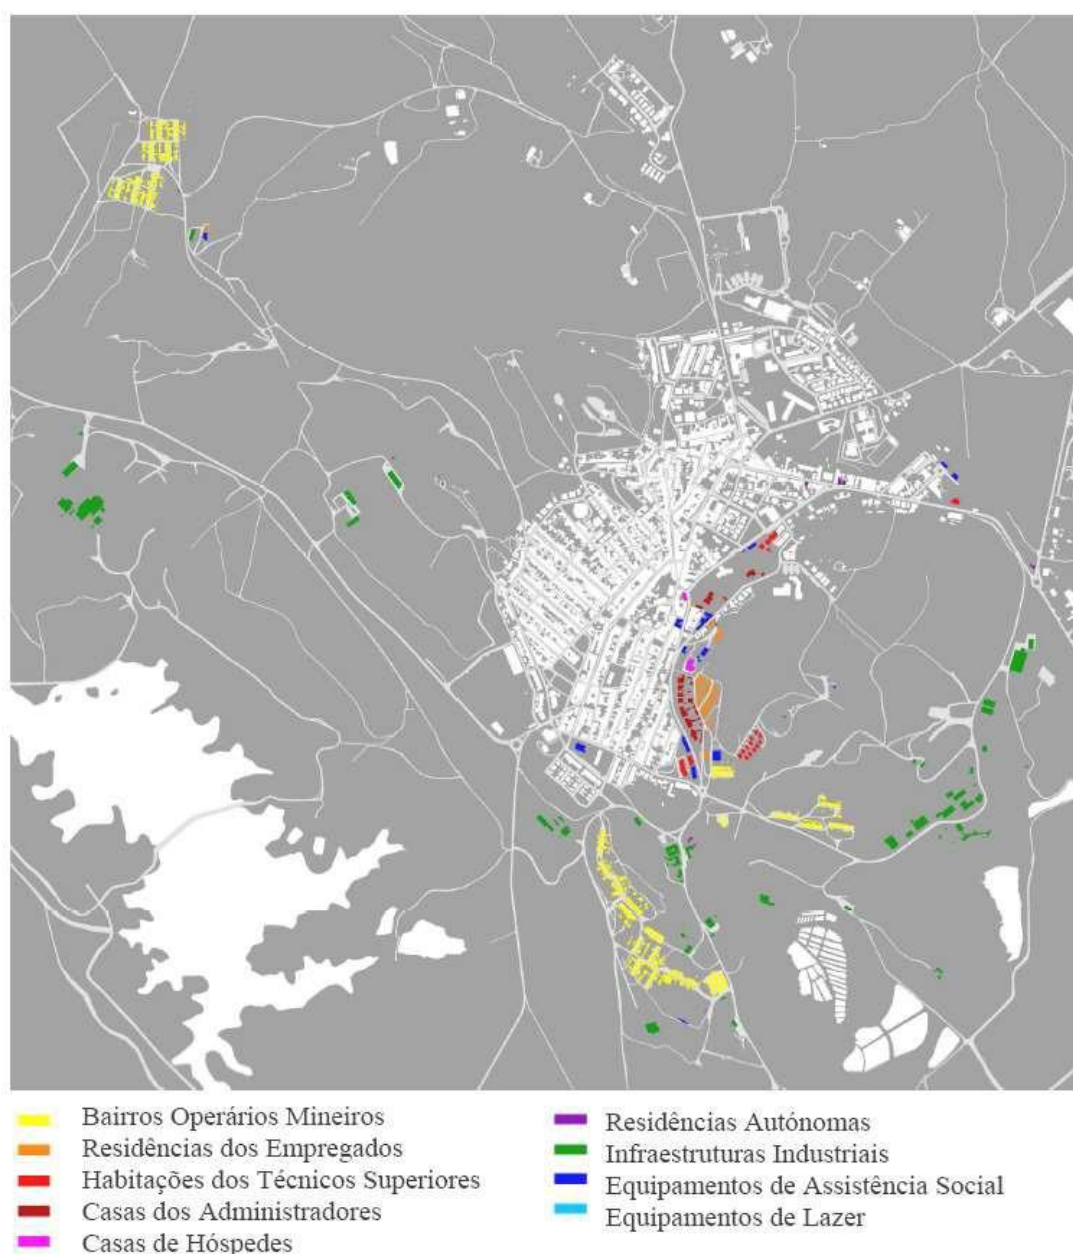 Bairros Operários Mineiros
Residências dos Empregados
Habitações dos Técnicos Superiores
Casas dos Administradores
Casas de Hóspedes
Residências Autónomas
Infraestruturas Industriais
Equipamentos de Assistência Social
Equipamentos de Lazer